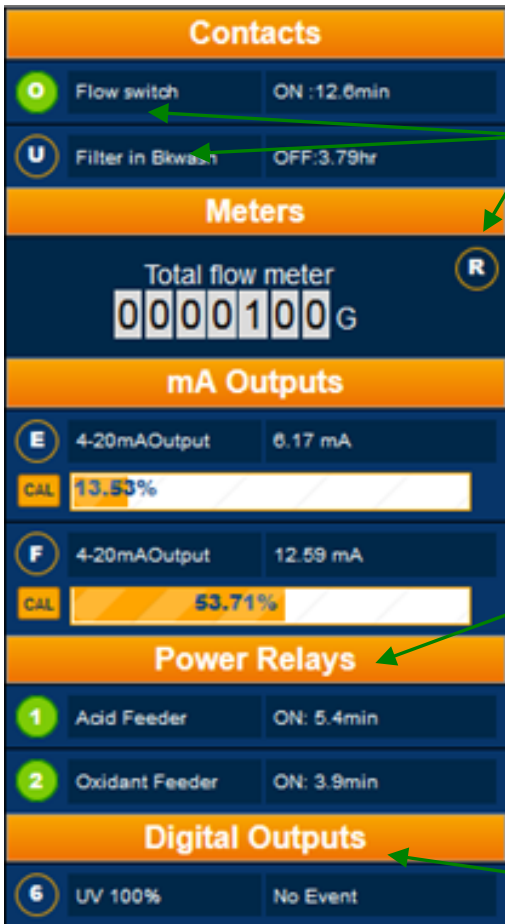 Contacts
O Flow switch ON :12.6min
U Filter in Bkwash OFF:3.79hr
Meters
R
Total flow meter
0000100 G
mA Outputs
E 4-20mAOutput 6.17 mA
CAL 13.53%
F 4-20mAOutput 12.59 mA
CAL 53.71%
Power Relays
1 Acid Feeder ON: 5.4min
2 Oxidant Feeder ON: 3.9min
Digital Outputs
6 UV 100% No Event